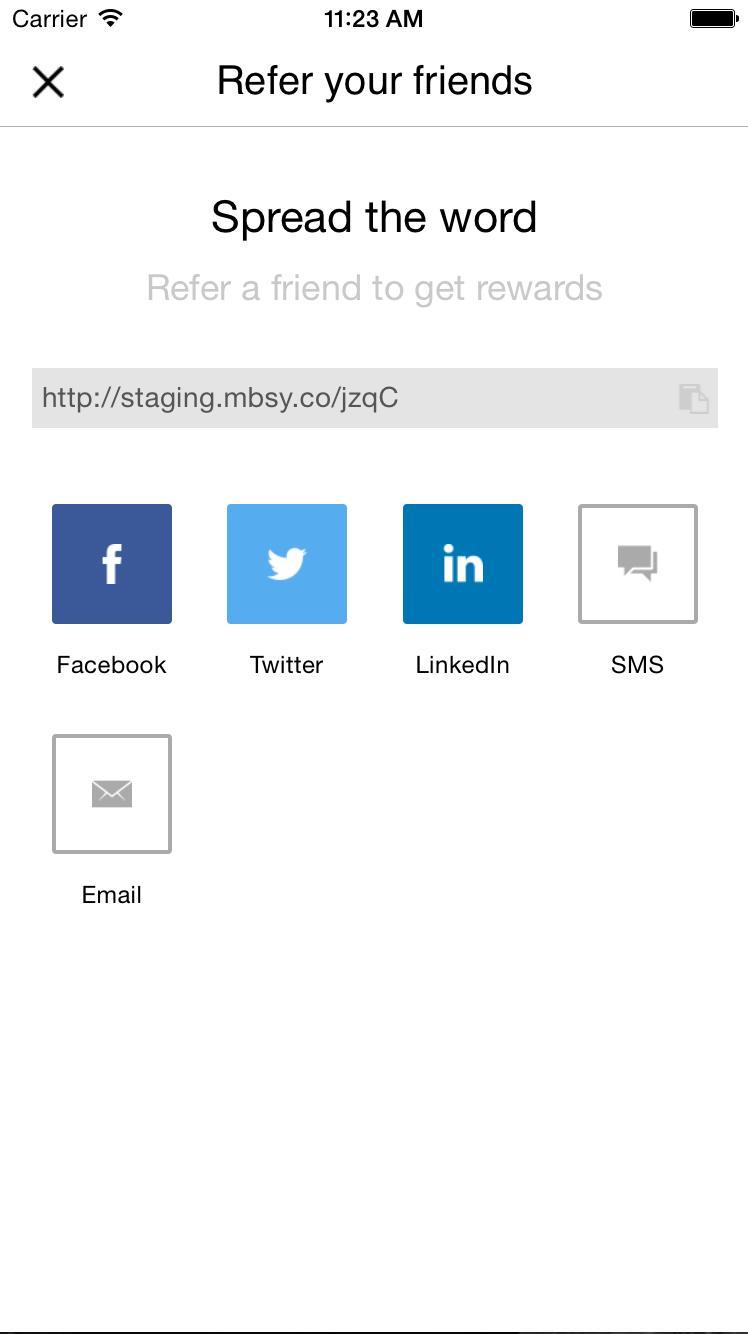 Carrier 11:23 AM
Refer your friends
Spread the word
Refer a friend to get rewards
http://staging.mbsy.co/jzqC
Facebook Twitter LinkedIn SMS
Email